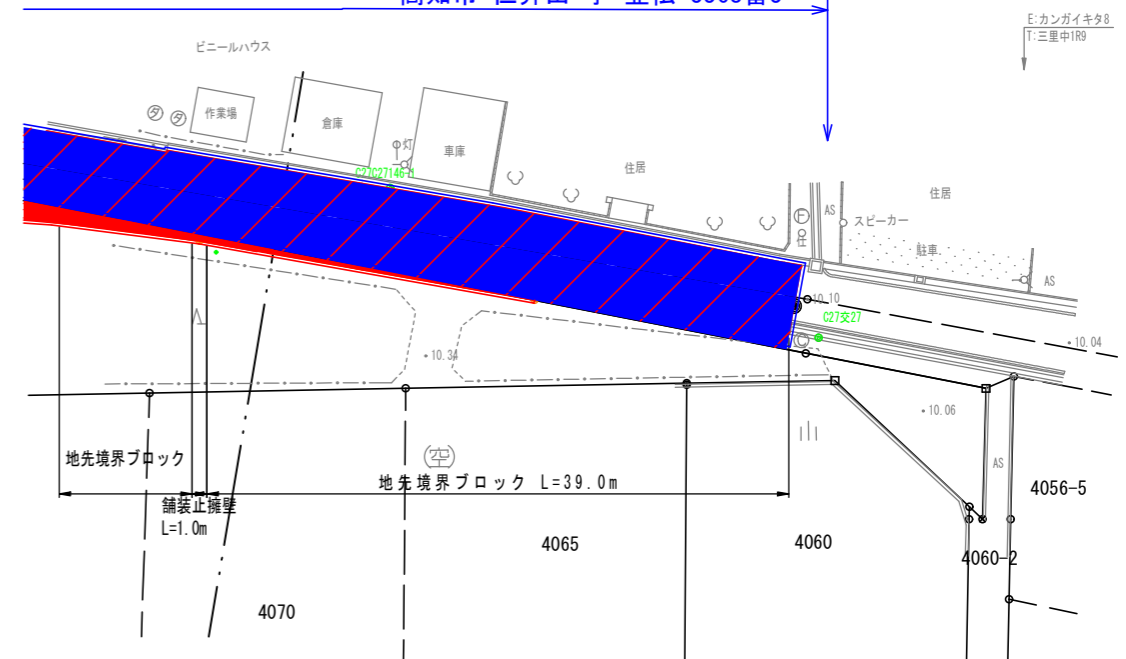 E:カンガイキタ8
T:三里中1R9
ビニールハウス
タ
タ
作業場
倉庫
灯
車庫
住居
住居
スピーカー
AS
駐車
AS
10.10
C27交27
10.04
10.34
10.06
(空)
地先境界ブロック
地先境界ブロック L=39.0m
舗装止擁壁
L=1.0m
AS
4056-5
4065
4060
4060-2
4070